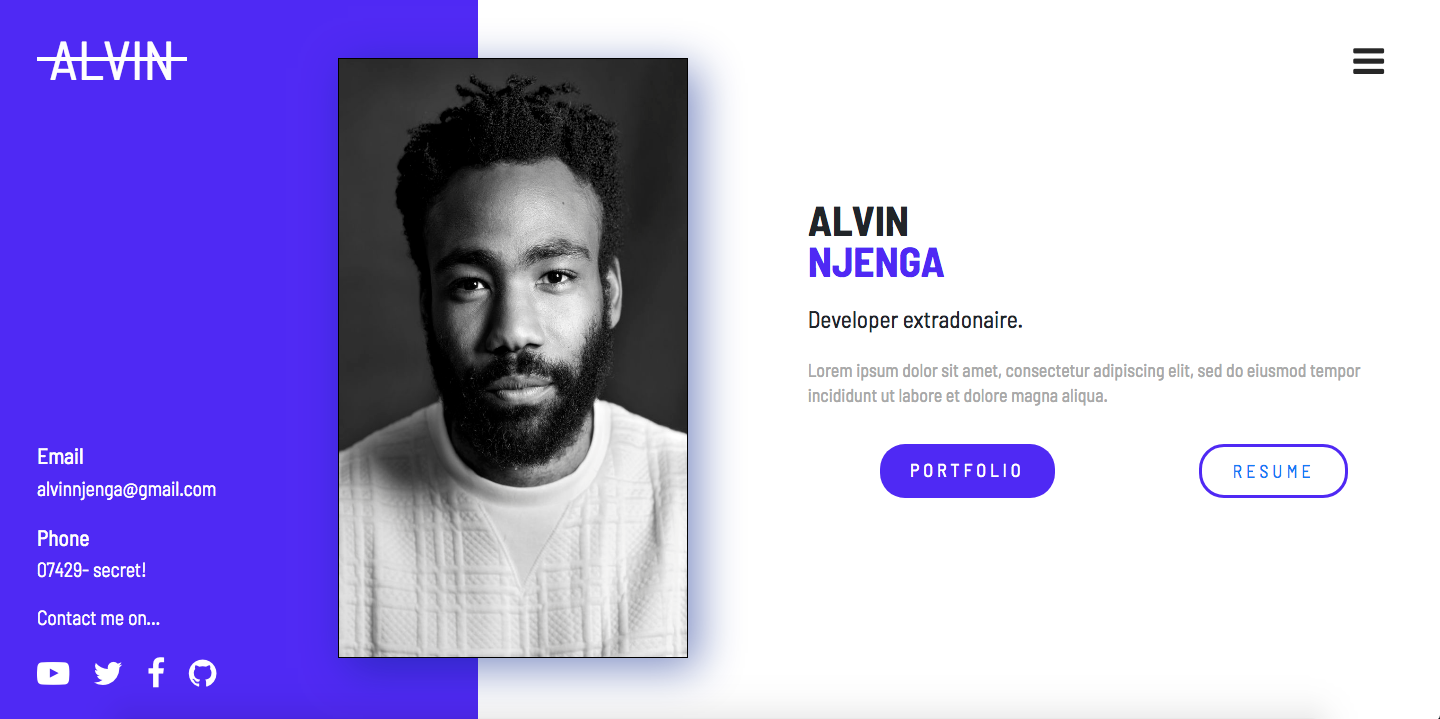 ALVIN
ALVIN
NJENGA
Developer extradonaire.
Lorem ipsum dolor sit amet, consectetur adipiscing elit, sed do eiusmod tempor
incididunt ut labore et dolore magna aliqua.
PORTFOLIO
RESUME
Email
alvinnjenga@gmail.com
Phone
07429- secret!
Contact me on...